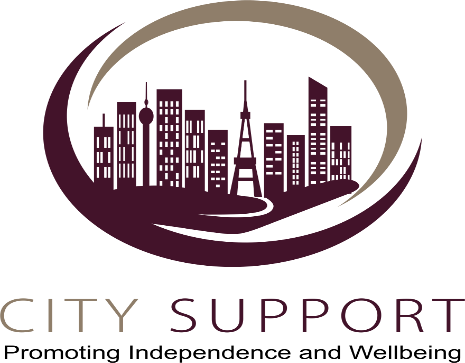 CITY SUPPORT
Promoting Independence and Wellbeing